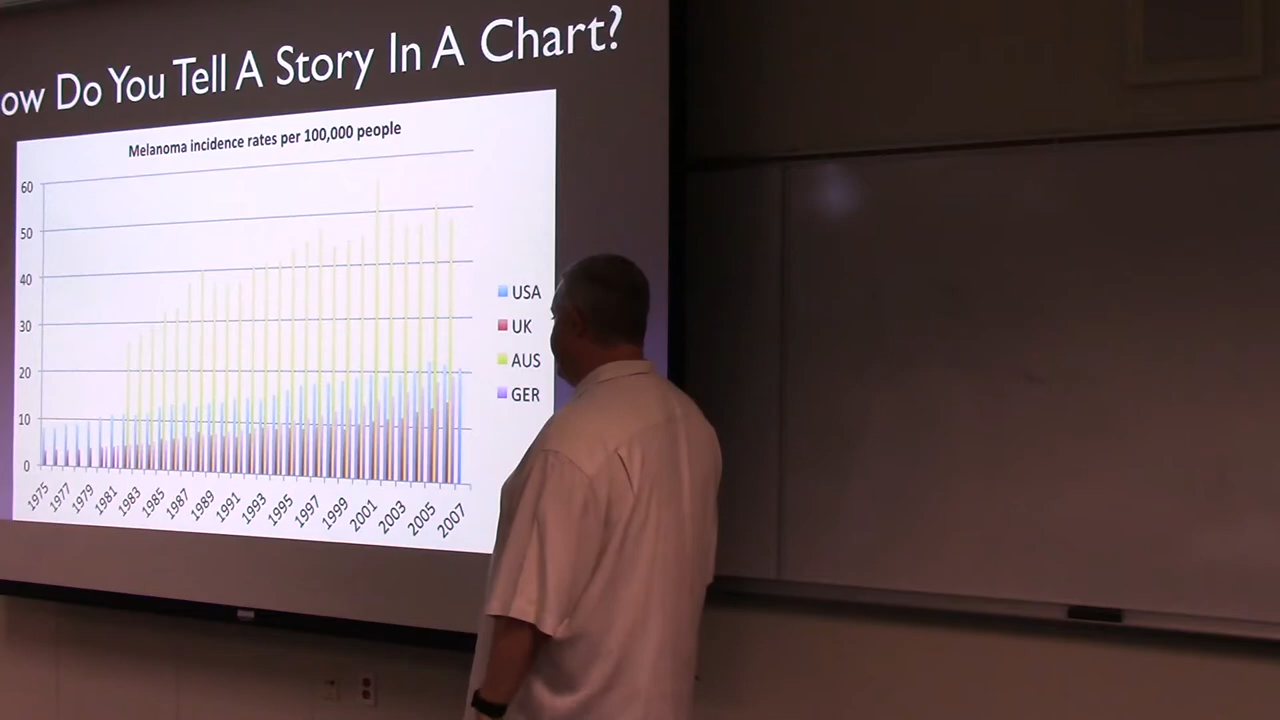 ow Do You Tell A Story In A Chart?
Melanoma incidence rates per 100,000 people
60
50
40
30
20
10
0
USA
UK
AUS
GER
1975 1977 1979 1981 1983 1985 1987 1989 1991 1993 1995 1997 1999 2001 2003 2005 2007